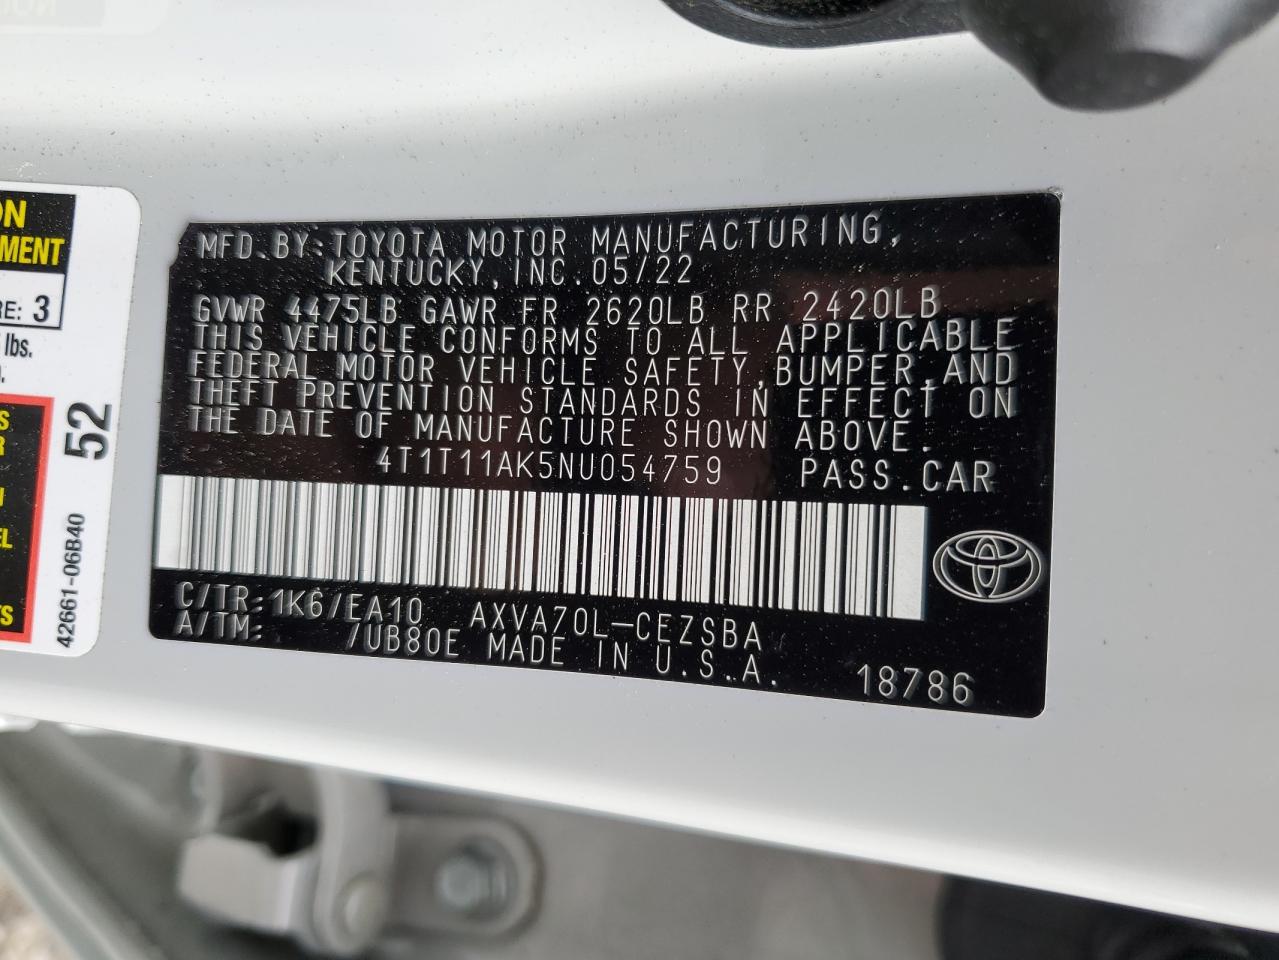 ON
MENT
RE: 3
lbs.
52
42661-06B40
MFD.BY:TOYOTA MOTOR MANUFACTURING,
KENTUCKY,INC.05/22
GVWR 4475LB GAWR FR 2620LB RR 2420LB
THIS VEHICLE CONFORMS TO ALL APPLICABLE
FEDERAL MOTOR VEHICLE SAFETY,BUMPER,AND
THEFT PREVENTION STANDARDS IN EFFECT ON
THE DATE OF MANUFACTURE SHOWN ABOVE.
4T1T11AK5NU054759 PASS.CAR
C/TR:1K6/EA10 AXVA70L-CEZSBA
A/TM: /UB80E MADE IN U.S.A.
18786